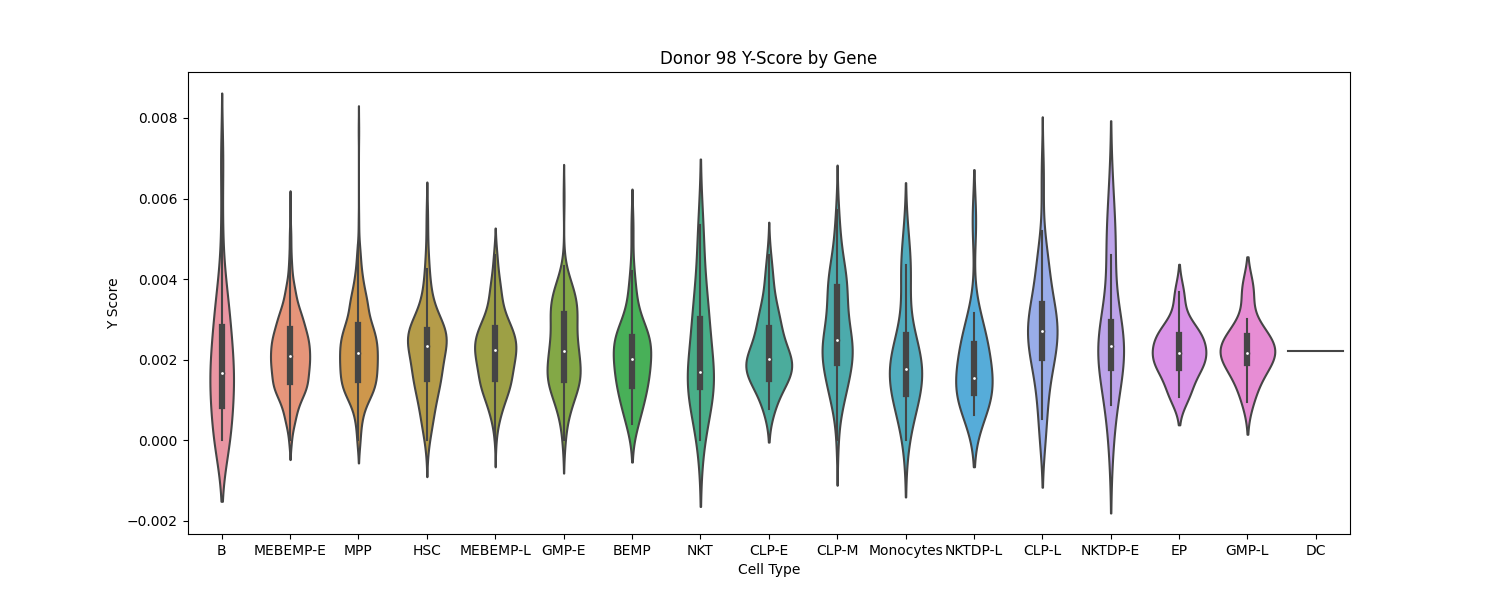 Donor 98 Y-Score by Gene
Y Score
0.008
0.006
0.004
0.002
0.000
−0.002
B MEBEMP-E MPP HSC MEBEMP-L GMP-E BEMP NKT CLP-E CLP-M Monocytes NKTDP-L CLP-L NKTDP-E EP GMP-L DC
Cell Type